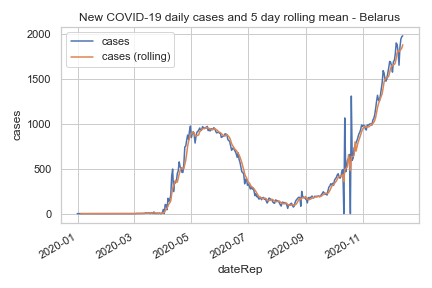 New COVID-19 daily cases and 5 day rolling mean - Belarus
cases
cases (rolling)
2000
1500
1000
500
0
cases
2020-01
2020-03
2020-05
2020-07
2020-09
2020-11
dateRep